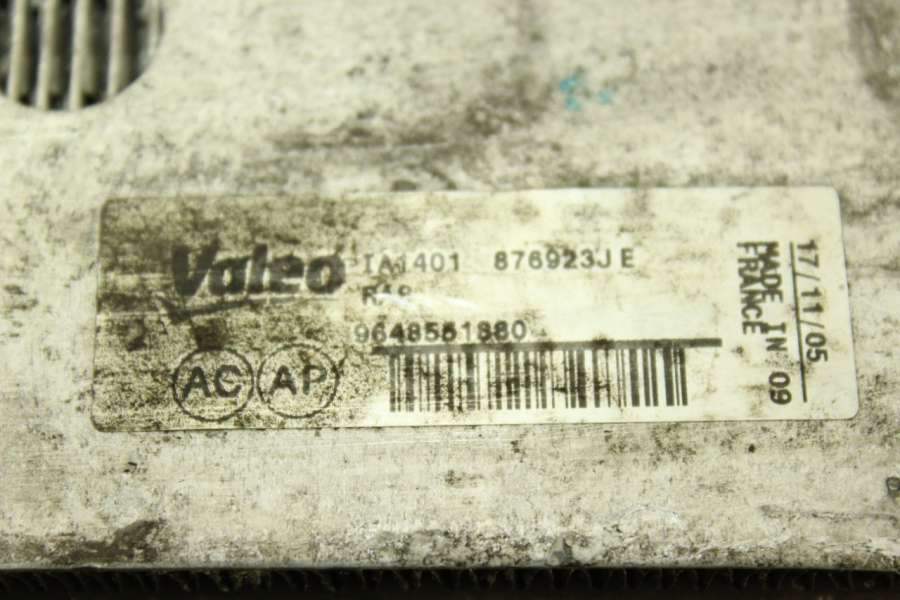 Valeo
IA1401 876923J E
9648551880
AC AP
17/11/05
MADE IN 09
FRANCE